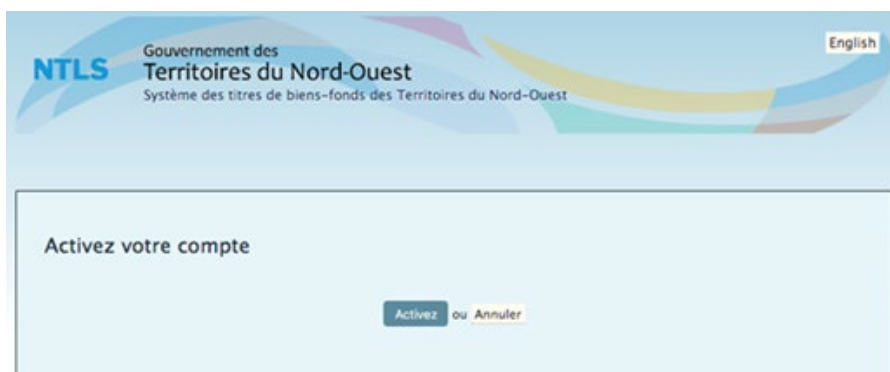 English
NTLS
Gouvernement des
Territoires du Nord-Ouest
Système des titres de biens-fonds des Territoires du Nord-Ouest
Activez votre compte
Activez ou Annuler